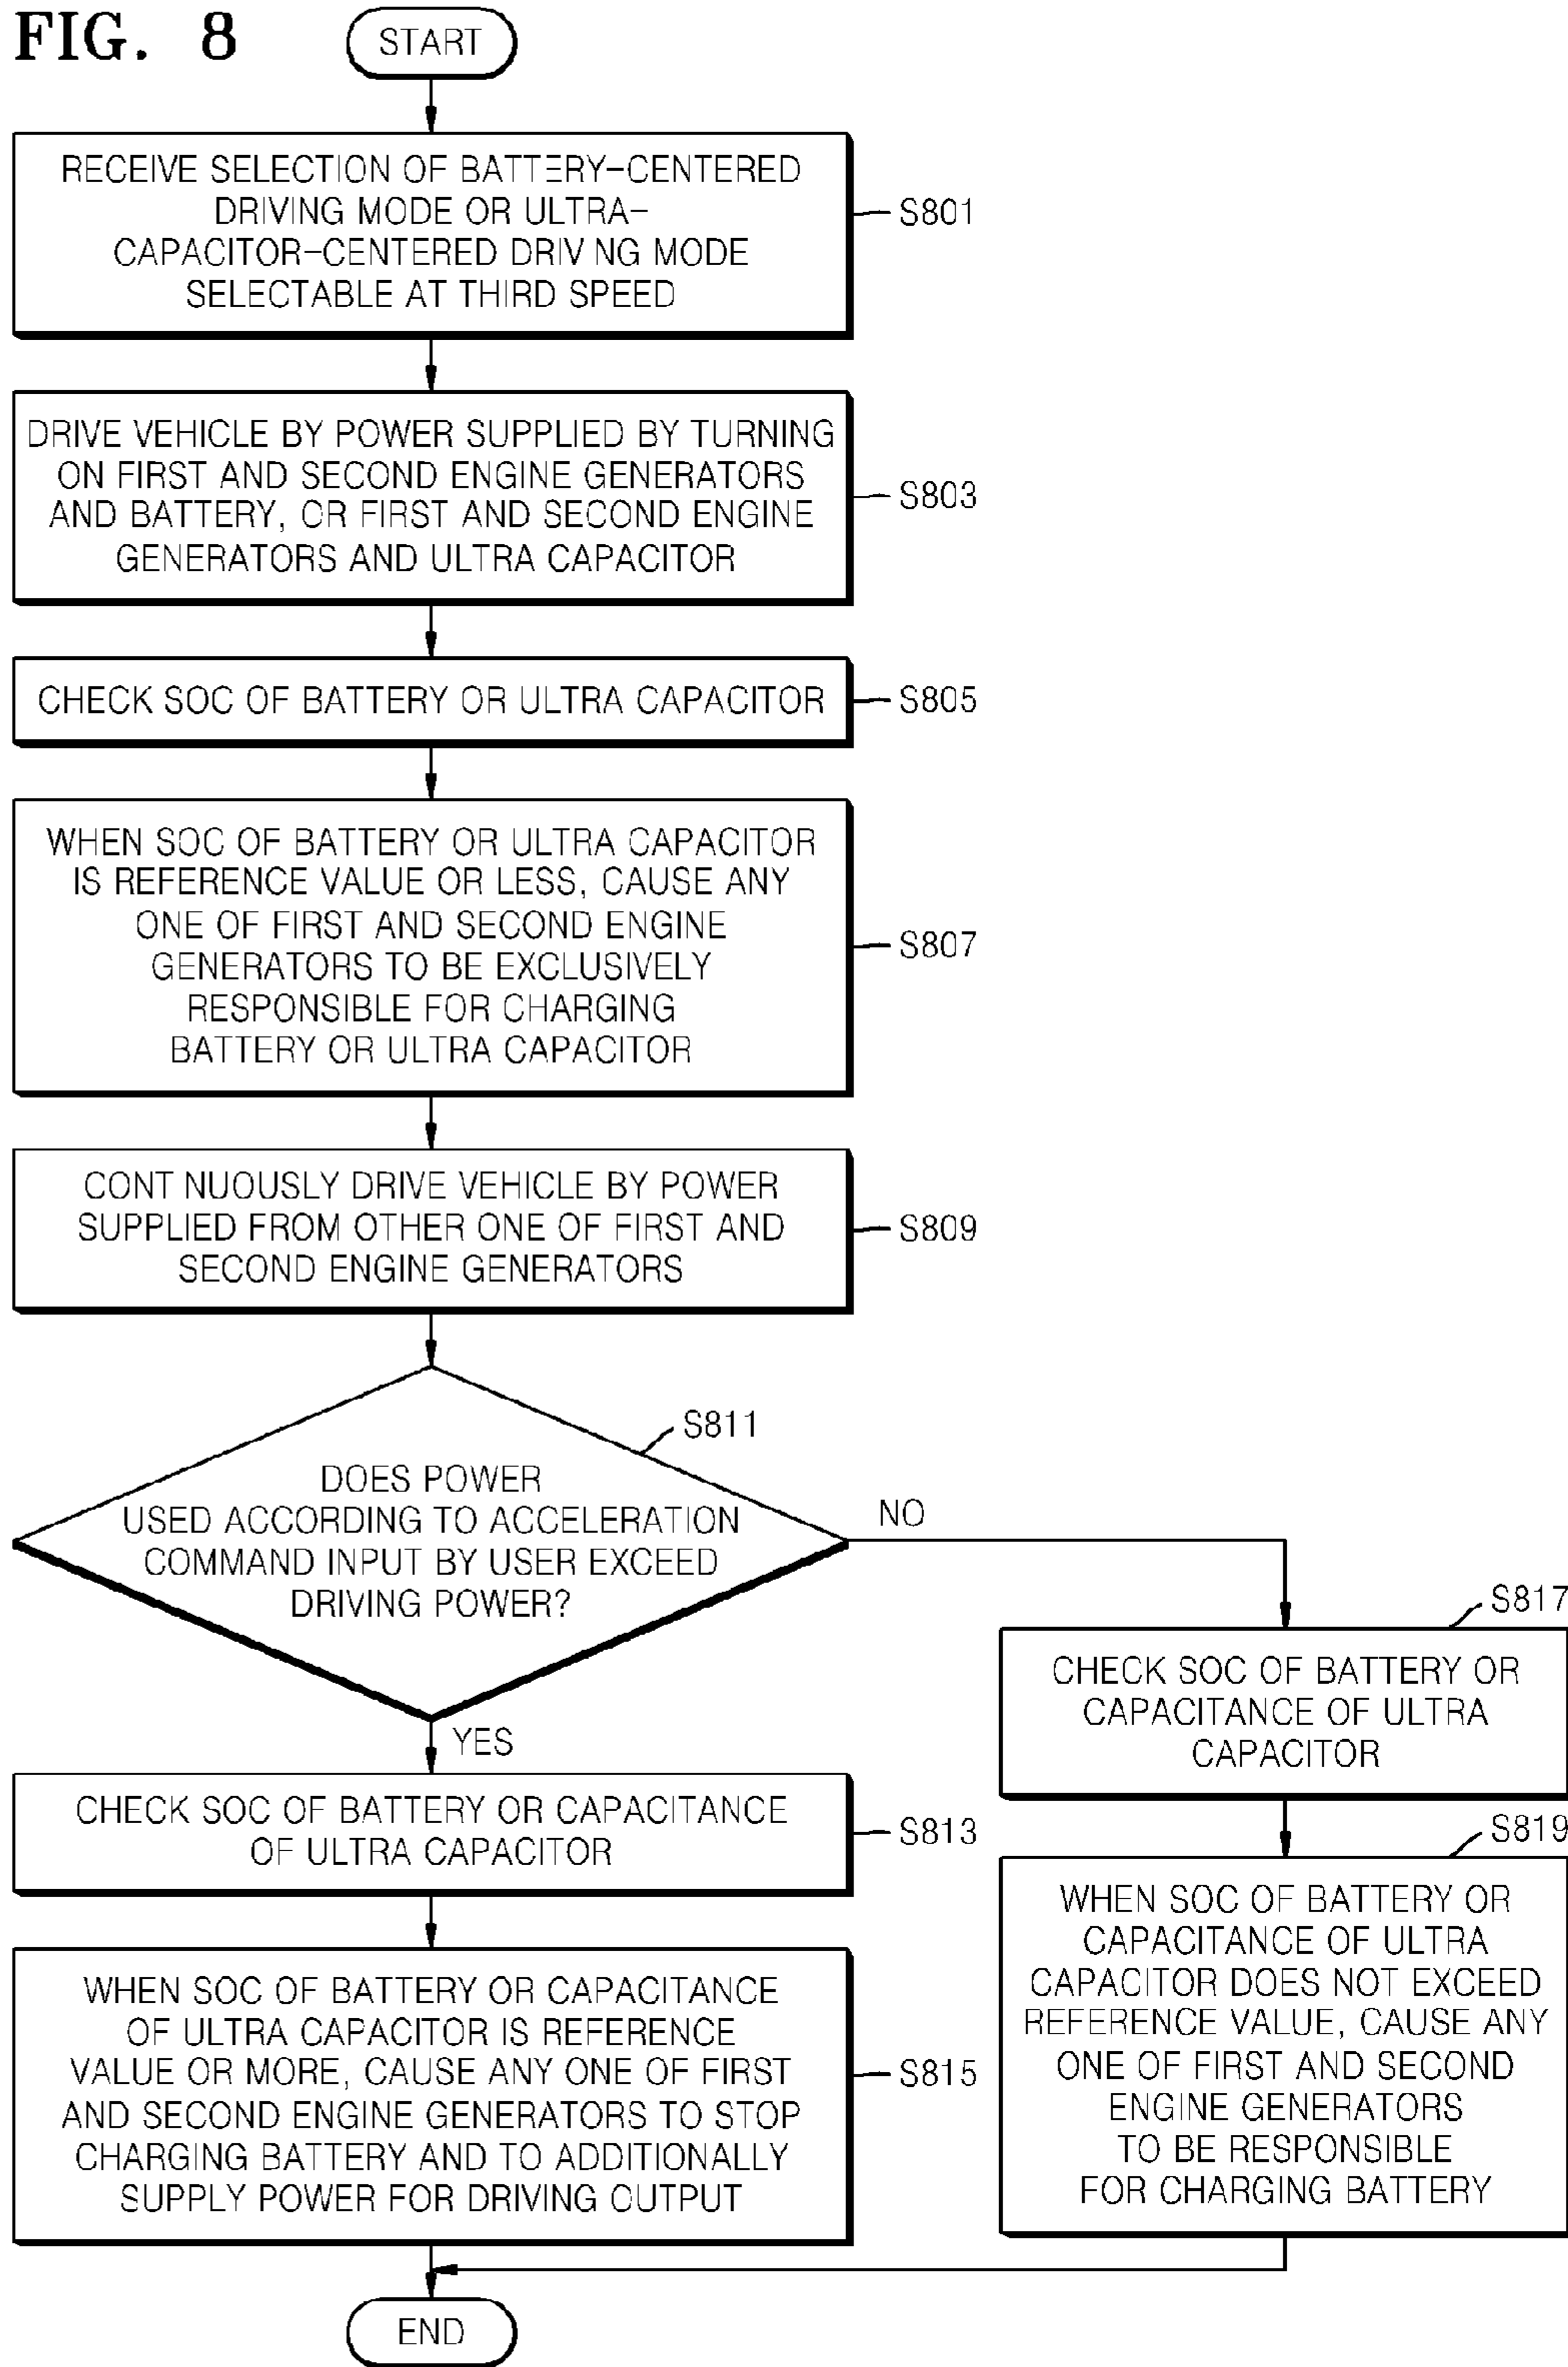 FIG. 8
START
RECEIVE SELECTION OF BATTERY-CENTERED
DRIVING MODE OR ULTRA-
CAPACITOR-CENTERED DRIV NG MODE
SELECTABLE AT THIRD SPEED
S801
DRIVE VEHICLE BY POWER SUPPLIED BY TURNING
ON FIRST AND SECOND ENGINE GENERATORS
AND BATTERY, OR FIRST AND SECOND ENGINE
GENERATORS AND ULTRA CAPACITOR
S803
CHECK SOC OF BATTERY OR ULTRA CAPACITOR
S805
WHEN SOC OF BATTERY OR ULTRA CAPACITOR
IS REFERENCE VALUE OR LESS, CAUSE ANY
ONE OF FIRST AND SECOND ENGINE
GENERATORS TO BE EXCLUSIVELY
RESPONSIBLE FOR CHARGING
BATTERY OR ULTRA CAPACITOR
S807
CONT NUOUSLY DRIVE VEHICLE BY POWER
SUPPLIED FROM OTHER ONE OF FIRST AND
SECOND ENGINE GENERATORS
S809
S811
DOES POWER
USED ACCORDING TO ACCELERATION
COMMAND INPUT BY USER EXCEED
DRIVING POWER?
NO
YES
CHECK SOC OF BATTERY OR CAPACITANCE
OF ULTRA CAPACITOR
S813
WHEN SOC OF BATTERY OR CAPACITANCE
OF ULTRA CAPACITOR IS REFERENCE
VALUE OR MORE, CAUSE ANY ONE OF FIRST
AND SECOND ENGINE GENERATORS TO STOP
CHARGING BATTERY AND TO ADDITIONALLY
SUPPLY POWER FOR DRIVING OUTPUT
S815
S817
CHECK SOC OF BATTERY OR
CAPACITANCE OF ULTRA
CAPACITOR
S819
WHEN SOC OF BATTERY OR
CAPACITANCE OF ULTRA
CAPACITOR DOES NOT EXCEED
REFERENCE VALUE, CAUSE ANY
ONE OF FIRST AND SECOND
ENGINE GENERATORS
TO BE RESPONSIBLE
FOR CHARGING BATTERY
END